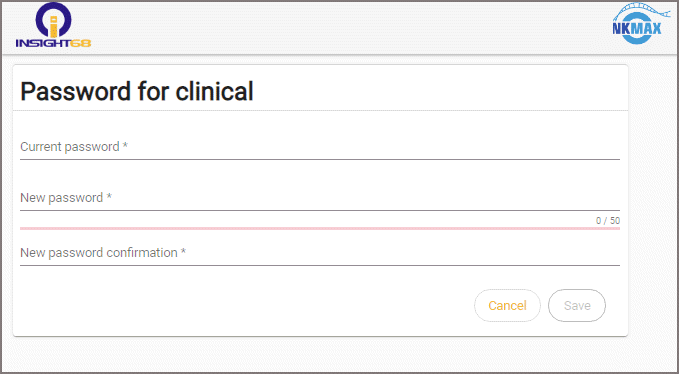 INSIGHT68
NKMAX
Password for clinical
Current password *
New password *
0 / 50
New password confirmation *
Cancel
Save